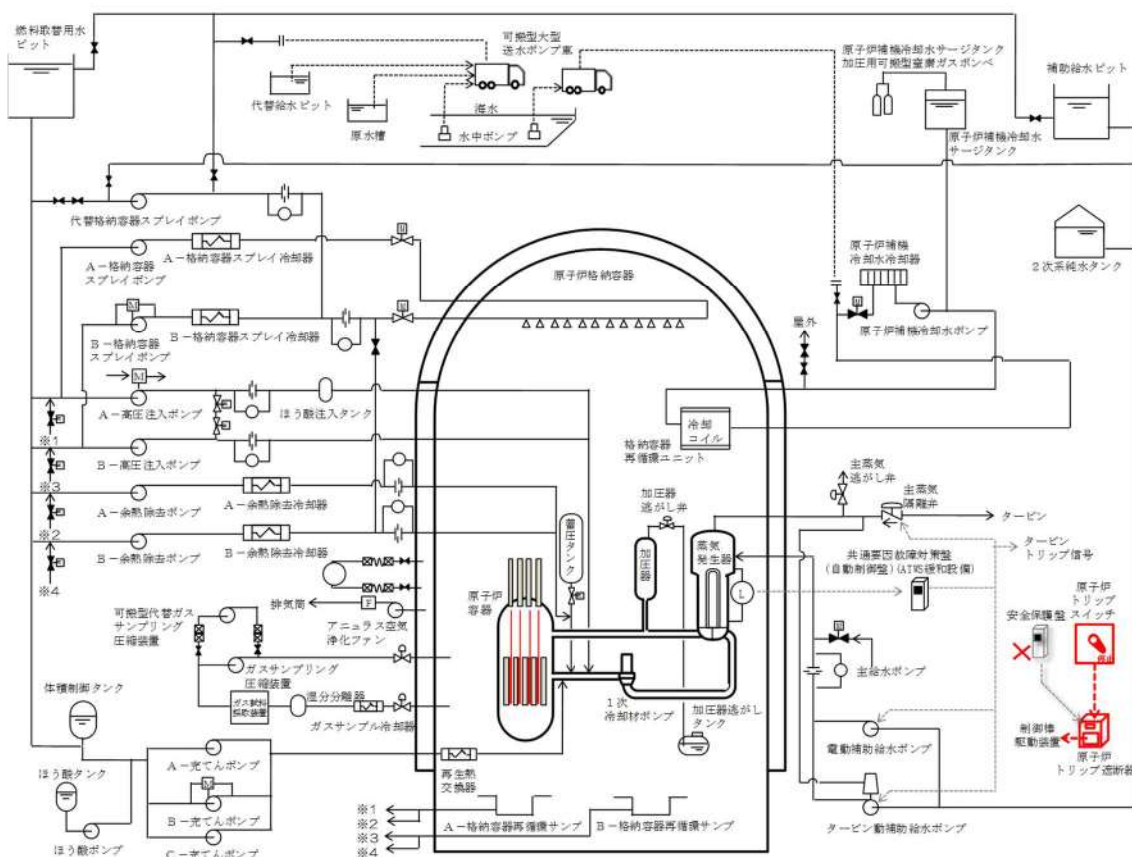 燃料取替用水
ピット
可搬型大型
送水ポンプ車
代替給水ピット
原水槽
海水
水中ポンプ
原子炉補機冷却水サージタンク
加圧用可搬型窒素ガスボンベ
原子炉補機冷却水
サージタンク
補助給水ピット
2次系純水タンク
代替格納容器スプレイポンプ
A-格納容器
スプレイポンプ
A-格納容器スプレイ冷却器
M
B-格納容器
スプレイポンプ
B-格納容器スプレイ冷却器
原子炉格納容器
原子炉補機
冷却水冷却器
原子炉補機冷却水ポンプ
屋外
M
A-高圧注入ポンプ
ほう酸注入タンク
※1
B-高圧注入ポンプ
※3
A-余熱除去ポンプ
A-余熱除去冷却器
※2
B-余熱除去ポンプ
B-余熱除去冷却器
※4
冷却
コイル
格納容器
再循環ユニット
主蒸気
逃がし弁
主蒸気
隔離弁
タービン
タービン
トリップ信号
加圧器
逃がし弁
蓄圧タンク
加圧器
蒸気
発生器
L
共通要因故障対策盤
(自動制御盤)(ATWS緩和設備)
原子炉
トリップ
スイッチ
停止
安全保護盤
制御棒
駆動装置
原子炉
トリップ遮断器
排気筒
F
アニュラス空気
浄化ファン
可搬型代替ガス
サンプリング
圧縮装置
ガスサンプリング
圧縮装置
ガス試料
採取装置
湿分分離器
ガスサンプル冷却器
原子炉
容器
1次
冷却材ポンプ
加圧器逃がし
タンク
主給水ポンプ
電動補助給水ポンプ
タービン動補助給水ポンプ
体積制御タンク
ほう酸タンク
ほう酸ポンプ
A-充てんポンプ
M
B-充てんポンプ
C-充てんポンプ
再生熱
交換器
※1
※2
※3
※4
A-格納容器再循環サンプ
B-格納容器再循環サンプ